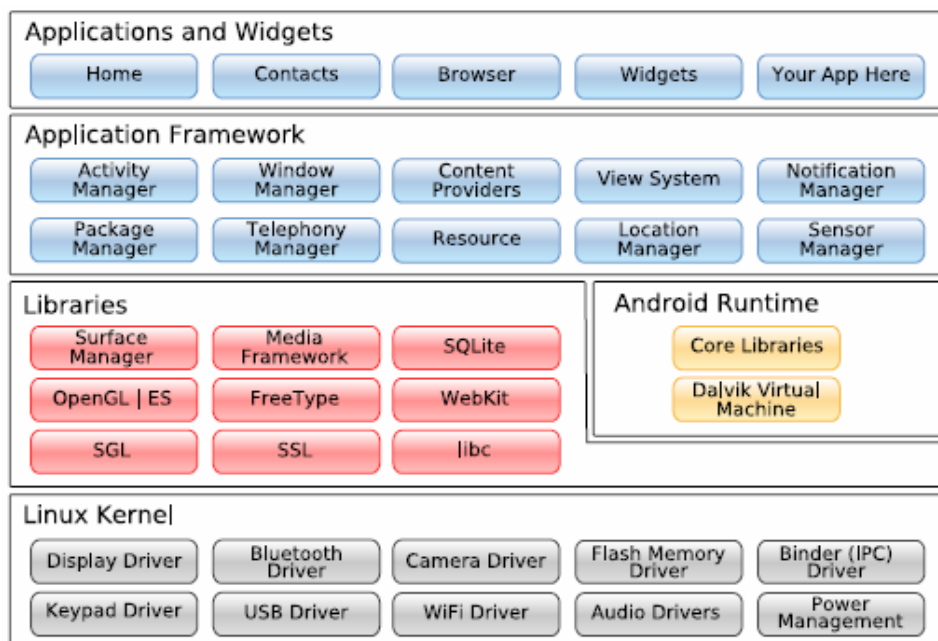 Applications and Widgets
Home
Contacts
Browser
Widgets
Your App Here
Application Framework
Activity
Manager
Window
Manager
Content
Providers
View System
Notification
Manager
Package
Manager
Telephony
Manager
Resource
Location
Manager
Sensor
Manager
Libraries
Surface
Manager
Media
Framework
SQLite
OpenGL | ES
FreeType
WebKit
SGL
SSL
libc
Android Runtime
Core Libraries
Dalvik Virtual
Machine
Linux Kernel
Display Driver
Bluetooth
Driver
Camera Driver
Flash Memory
Driver
Binder (IPC)
Driver
Keypad Driver
USB Driver
WiFi Driver
Audio Drivers
Power
Management